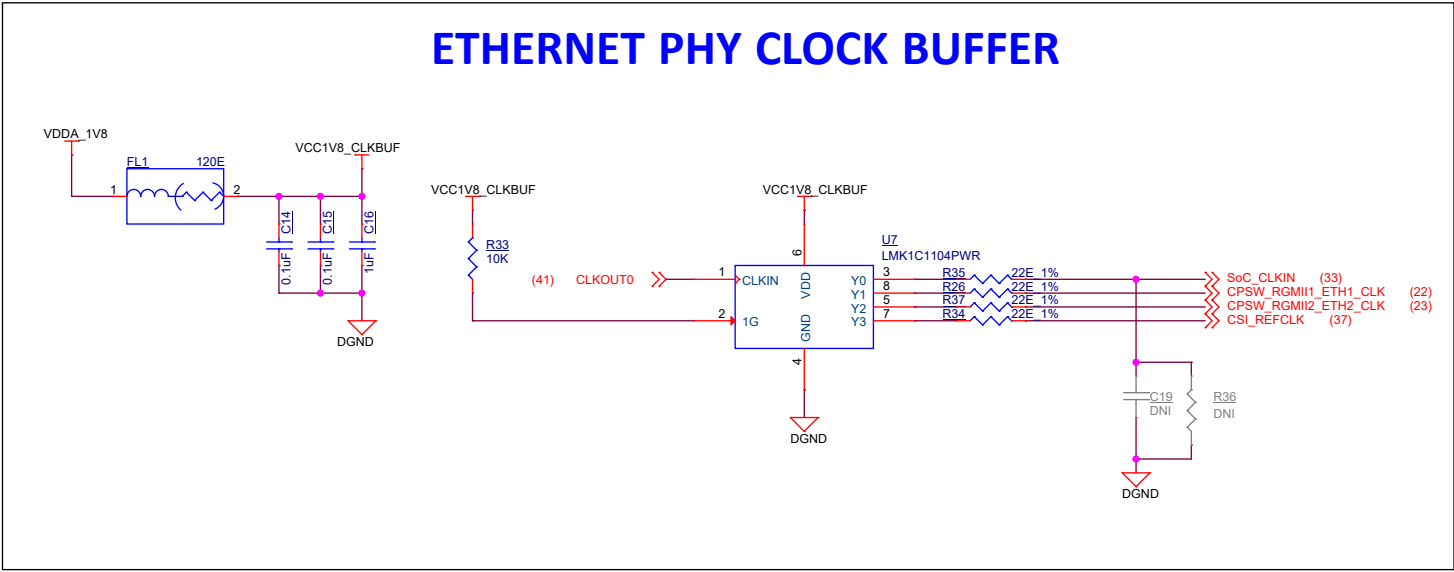 ETHERNET PHY CLOCK BUFFER
VDDA_1V8
FL1 120E
1 2
VCC1V8_CLKBUF
C14
0.1uF
C15
0.1uF
C16
1uF
DGND
VCC1V8_CLKBUF
R33
10K
(41) CLKOUT0
1
2
VCC1V8_CLKBUF
6
U7
LMK1C1104PWR
CLKIN
1G
VDD
GND
Y0
Y1
Y2
Y3
4
DGND
3 R35 22E_1% SoC_CLKIN (33)
8 R26 22E_1% CPSW_RGMII1_ETH1_CLK (22)
5 R37 22E_1% CPSW_RGMII2_ETH2_CLK (23)
7 R34 22E_1% CSI_REFCLK (37)
C19
DNI
R36
DNI
DGND